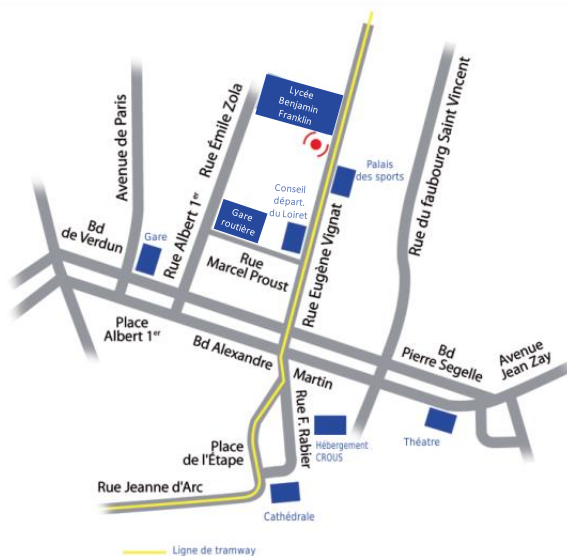 Lycée
Benjamin
Franklin
Rue Émile Zola
Avenue de Paris
Rue du faubourg Saint Vincent
Palais
des sports
Conseil
départ.
du Loiret
Gare
routière
Rue Albert 1er
Rue Eugène Vignat
Bd
de Verdun
Gare
Rue
Marcel Proust
Place
Albert 1er
Bd Alexandre
Martin
Bd
Pierre Segelle
Avenue
Jean Zay
Rue F. Rabier
Hébergement
CROUS
Théatre
Place
de l'Étape
Rue Jeanne d'Arc
Cathédrale
Ligne de tramway